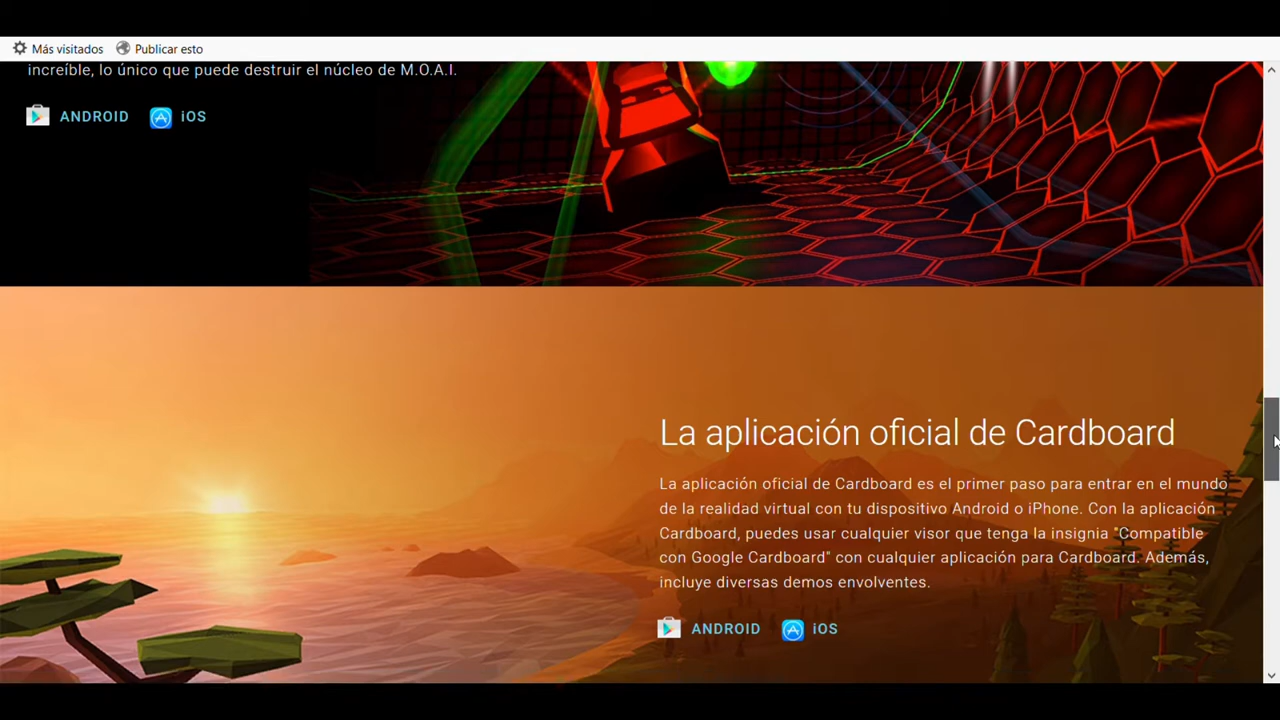 Más visitados Publicar esto
increíble, lo único que puede destruir el núcleo de M.O.A.I.
ANDROID iOS
La aplicación oficial de Cardboard
La aplicación oficial de Cardboard es el primer paso para entrar en el mundo
de la realidad virtual con tu dispositivo Android o iPhone. Con la aplicación
Cardboard, puedes usar cualquier visor que tenga la insignia "Compatible
con Google Cardboard" con cualquier aplicación para Cardboard. Además,
incluye diversas demos envolventes.
ANDROID iOS